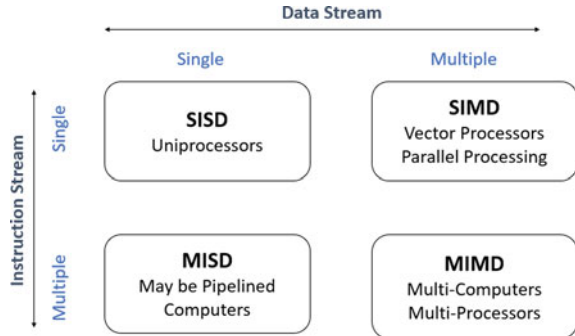 Data Stream
Single
Multiple
Instruction Stream
Single
SISD
Uniprocessors
SIMD
Vector Processors
Parallel Processing
Multiple
MISD
May be Pipelined
Computers
MIMD
Multi-Computers
Multi-Processors